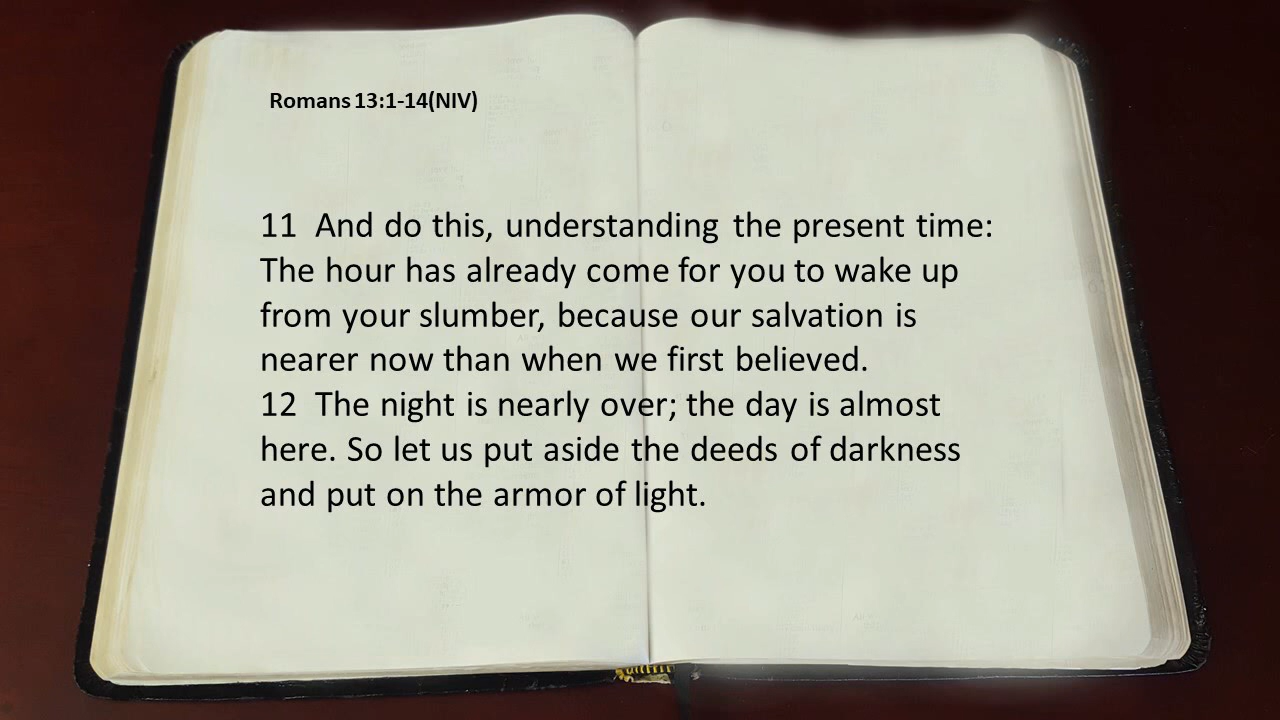 Romans 13:1-14(NIV)
11 And do this, understanding the present time:
The hour has already come for you to wake up
from your slumber, because our salvation is
nearer now than when we first believed.
12 The night is nearly over; the day is almost
here. So let us put aside the deeds of darkness
and put on the armor of light.